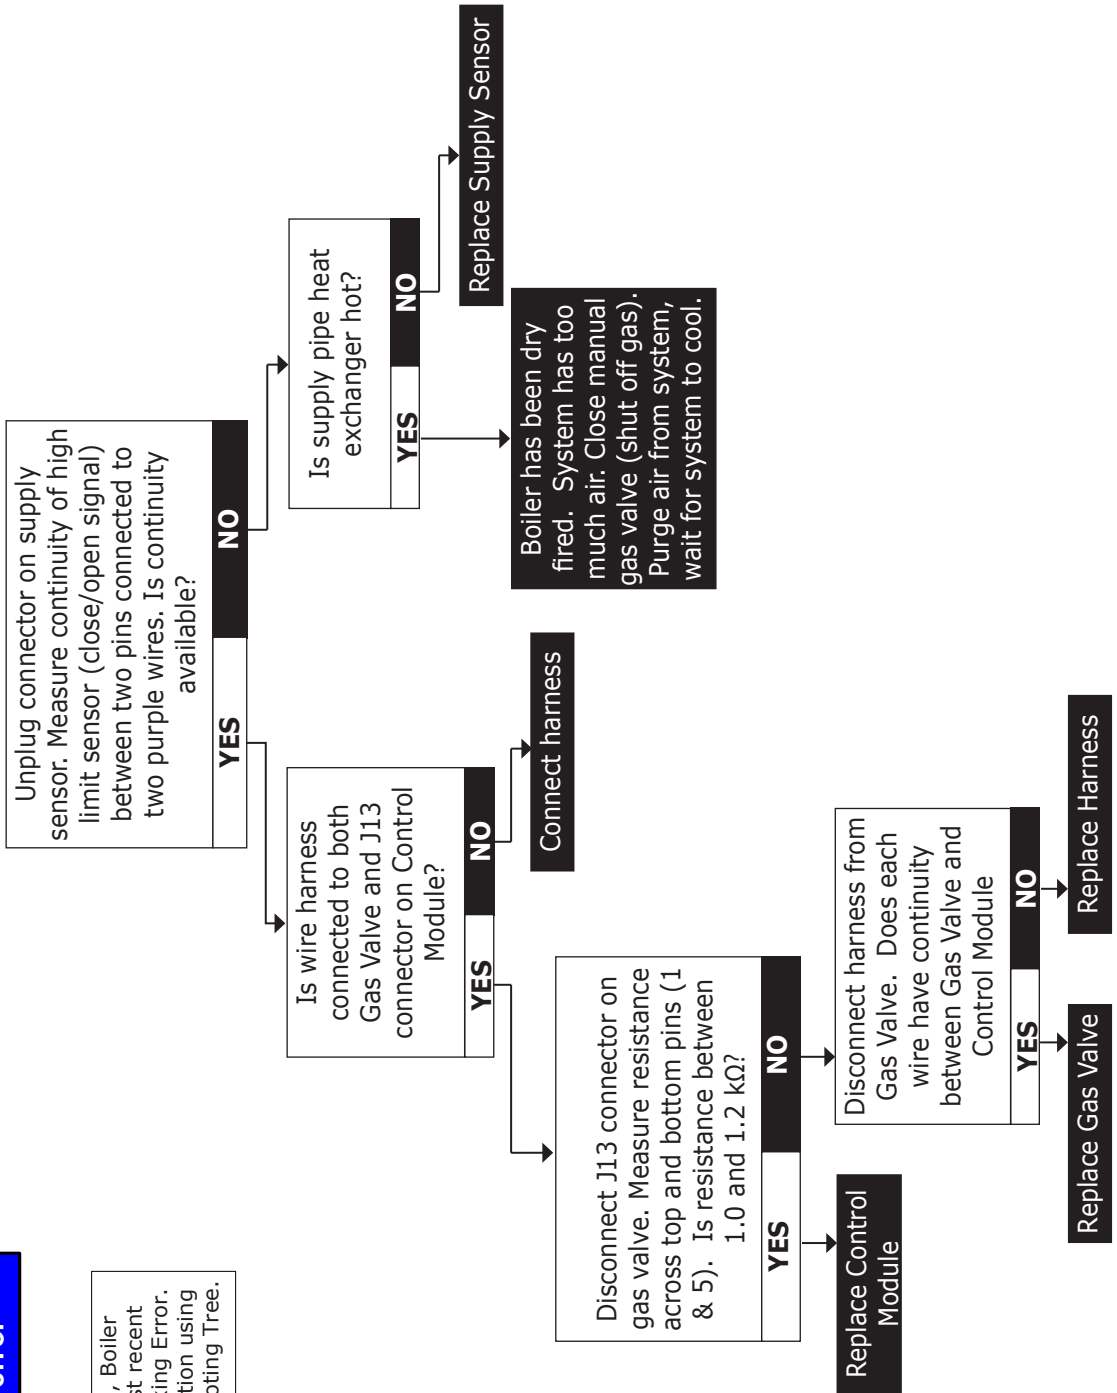 Unplug connector on supply
sensor. Measure continuity of high
limit sensor (close/open signal)
between two pins connected to
two purple wires. Is continuity
available?
YES
NO
Is supply pipe heat
exchanger hot?
YES
NO
Replace Supply Sensor
Boiler has been dry
fired. System has too
much air. Close manual
gas valve (shut off gas).
Purge air from system,
wait for system to cool.
Is wire harness
connected to both
Gas Valve and J13
connector on Control
Module?
YES
NO
Connect harness
Disconnect J13 connector on
gas valve. Measure resistance
across top and bottom pins (1
& 5). Is resistance between
1.0 and 1.2 kΩ?
YES
NO
Replace Control
Module
Disconnect harness from
Gas Valve. Does each
wire have continuity
between Gas Valve and
Control Module
YES
NO
Replace Gas Valve
Replace Harness
, Boiler
recent
Error.
using
Tree.